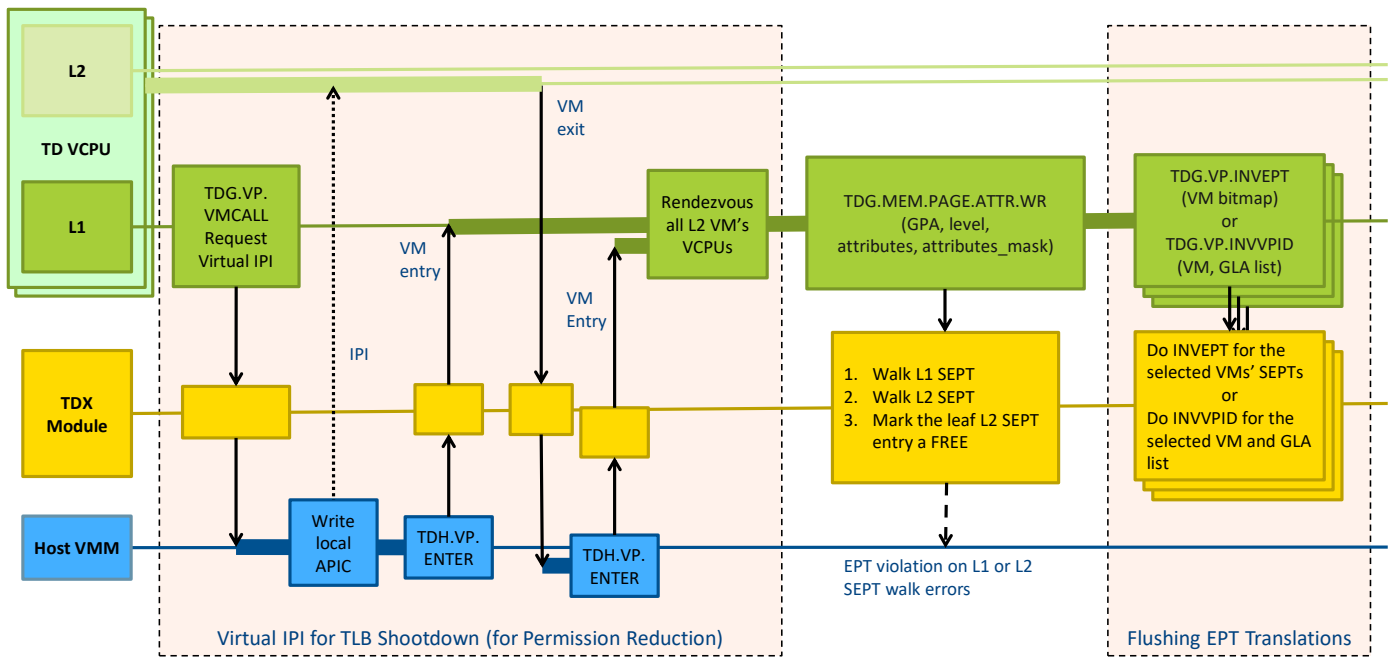 L2
TD VCPU
L1
TDX
Module
Host VMM
TDG.VP.
VMCALL
Request
Virtual IPI
IPI
Write
local
APIC
VM
entry
TDH.VP.
ENTER
VM
exit
VM
Entry
TDH.VP.
ENTER
Rendezvous
all L2 VM's
VCPUs
Virtual IPI for TLB Shootdown (for Permission Reduction)
TDG.MEM.PAGE.ATTR.WR
(GPA, level,
attributes, attributes_mask)
1. Walk L1 SEPT
2. Walk L2 SEPT
3. Mark the leaf L2 SEPT
entry a FREE
EPT violation on L1 or L2
SEPT walk errors
TDG.VP.INVEPT
(VM bitmap)
or
TDG.VP.INVVPID
(VM, GLA list)
Do INVEPT for the
selected VMs' SEPTs
or
Do INVVPID for the
selected VM and GLA
list
Flushing EPT Translations